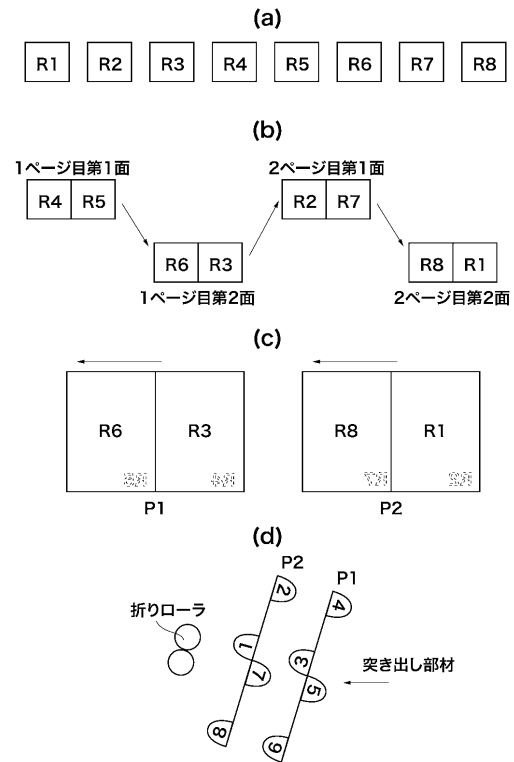 (a)
R1 R2 R3 R4 R5 R6 R7 R8
(b)
1ページ目第1面
R4 R5
2ページ目第1面
R2 R7
R6 R3
1ページ目第2面
R8 R1
2ページ目第2面
(c)
R6 R3
P1
R8 R1
P2
(d)
P2
P1
折りローラ
突き出し部材
2
4
1
7
3
5
8
6